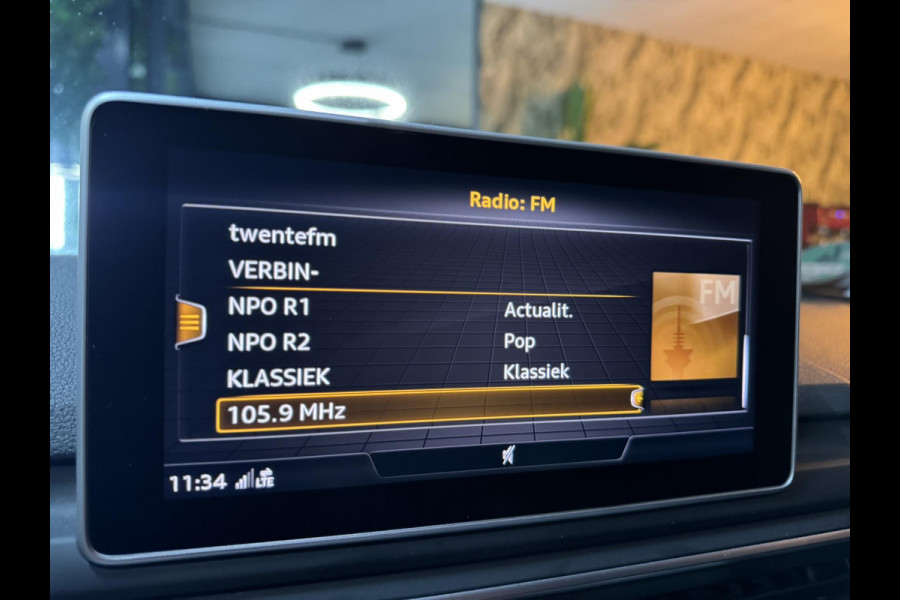 Radio: FM
twentefm
VERBIN-
NPO R1 Actualit.
NPO R2 Pop
KLASSIEK Klassiek
105.9 MHz
FM
11:34 LTE